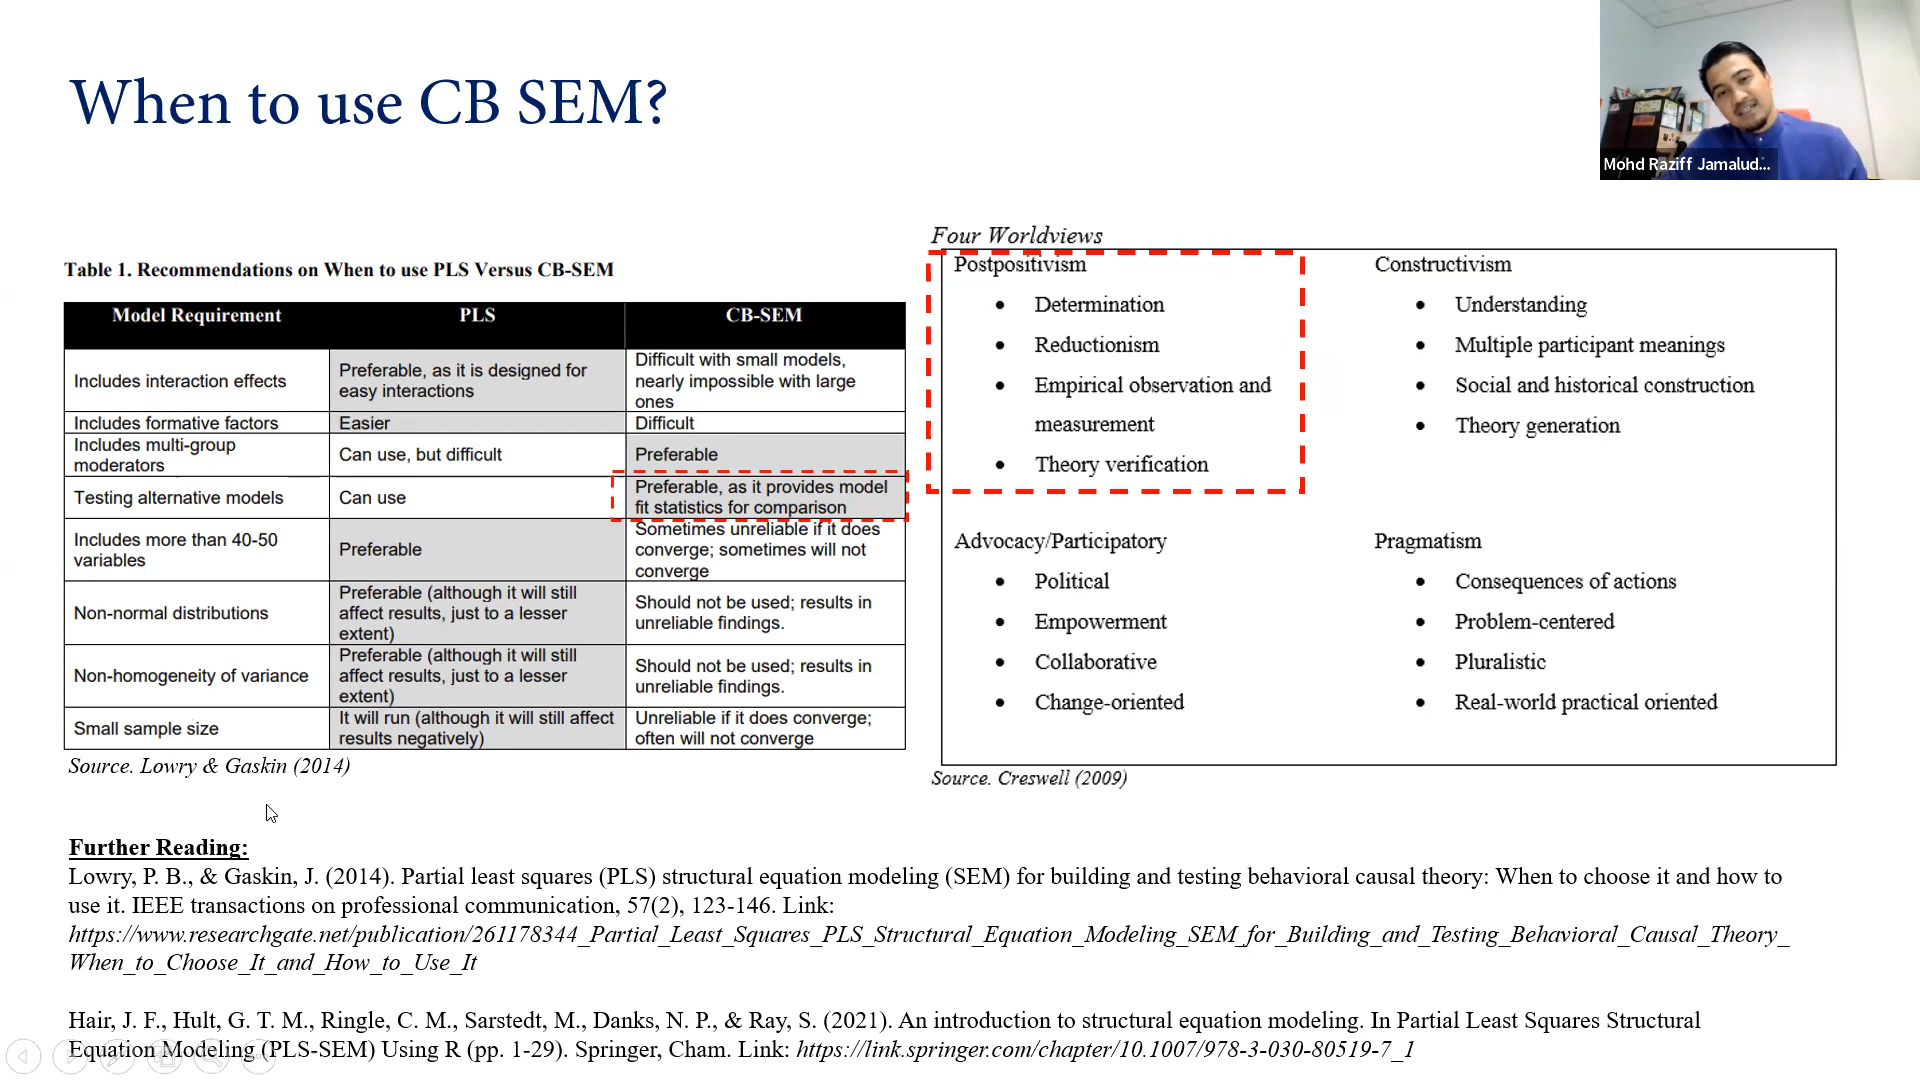 When to use CB SEM?
Mohd Raziff Jamalud...
Table 1. Recommendations on When to use PLS Versus CB-SEM
Model Requirement PLS CB-SEM
Includes interaction effects
Preferable, as it is designed for
easy interactions
Difficult with small models,
nearly impossible with large
ones
Includes formative factors
Easier
Difficult
Includes multi-group
moderators
Can use, but difficult
Preferable
Testing alternative models
Can use
Preferable, as it provides model
fit statistics for comparison
Includes more than 40-50
variables
Preferable
Sometimes unreliable if it does
converge; sometimes will not
converge
Non-normal distributions
Preferable (although it will still
affect results, just to a lesser
extent)
Should not be used; results in
unreliable findings.
Non-homogeneity of variance
Preferable (although it will still
affect results, just to a lesser
extent)
Should not be used; results in
unreliable findings.
Small sample size
It will run (although it will still affect
results negatively)
Unreliable if it does converge;
often will not converge
Source. Lowry & Gaskin (2014)
Four Worldviews
Postpositivism
• Determination
• Reductionism
• Empirical observation and
measurement
• Theory verification
Constructivism
• Understanding
• Multiple participant meanings
• Social and historical construction
• Theory generation
Advocacy/Participatory
• Political
• Empowerment
• Collaborative
• Change-oriented
Pragmatism
• Consequences of actions
• Problem-centered
• Pluralistic
• Real-world practical oriented
Source. Creswell (2009)
Further Reading:
Lowry, P. B., & Gaskin, J. (2014). Partial least squares (PLS) structural equation modeling (SEM) for building and testing behavioral causal theory: When to choose it and how to
use it. IEEE transactions on professional communication, 57(2), 123-146. Link:
https://www.researchgate.net/publication/261178344_Partial_Least_Squares_PLS_Structural_Equation_Modeling_SEM_for_Building_and_Testing_Behavioral_Causal_Theory_
When_to_Choose_It_and_How_to_Use_It
Hair, J. F., Hult, G. T. M., Ringle, C. M., Sarstedt, M., Danks, N. P., & Ray, S. (2021). An introduction to structural equation modeling. In Partial Least Squares Structural
Equation Modeling (PLS-SEM) Using R (pp. 1-29). Springer, Cham. Link: https://link.springer.com/chapter/10.1007/978-3-030-80519-7_1